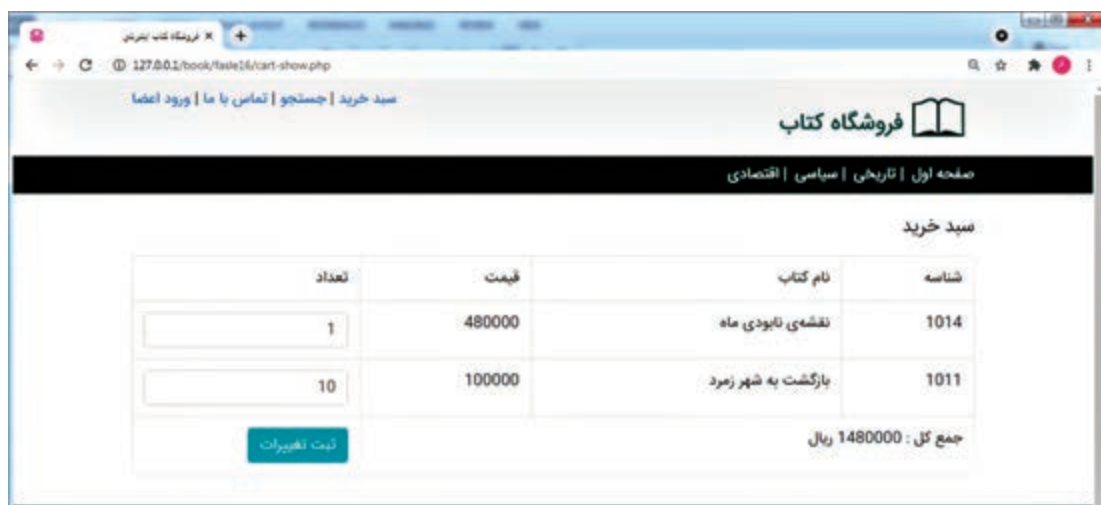 فروشگاه کتاب اینترنتی
127.0.0.1/book/fasle16/cart-show.php
سبد خرید | جستجو | تماس با ما | ورود اعضا
فروشگاه کتاب
صفحه اول | تاریخی | سیاسی | اقتصادی
سبد خرید
شناسه نام کتاب قیمت تعداد
1014 نقشه‌ی نابودی ماه 480000 1
1011 بازگشت به شهر زمرد 100000 10
جمع کل : 1480000 ریال ثبت تغییرات